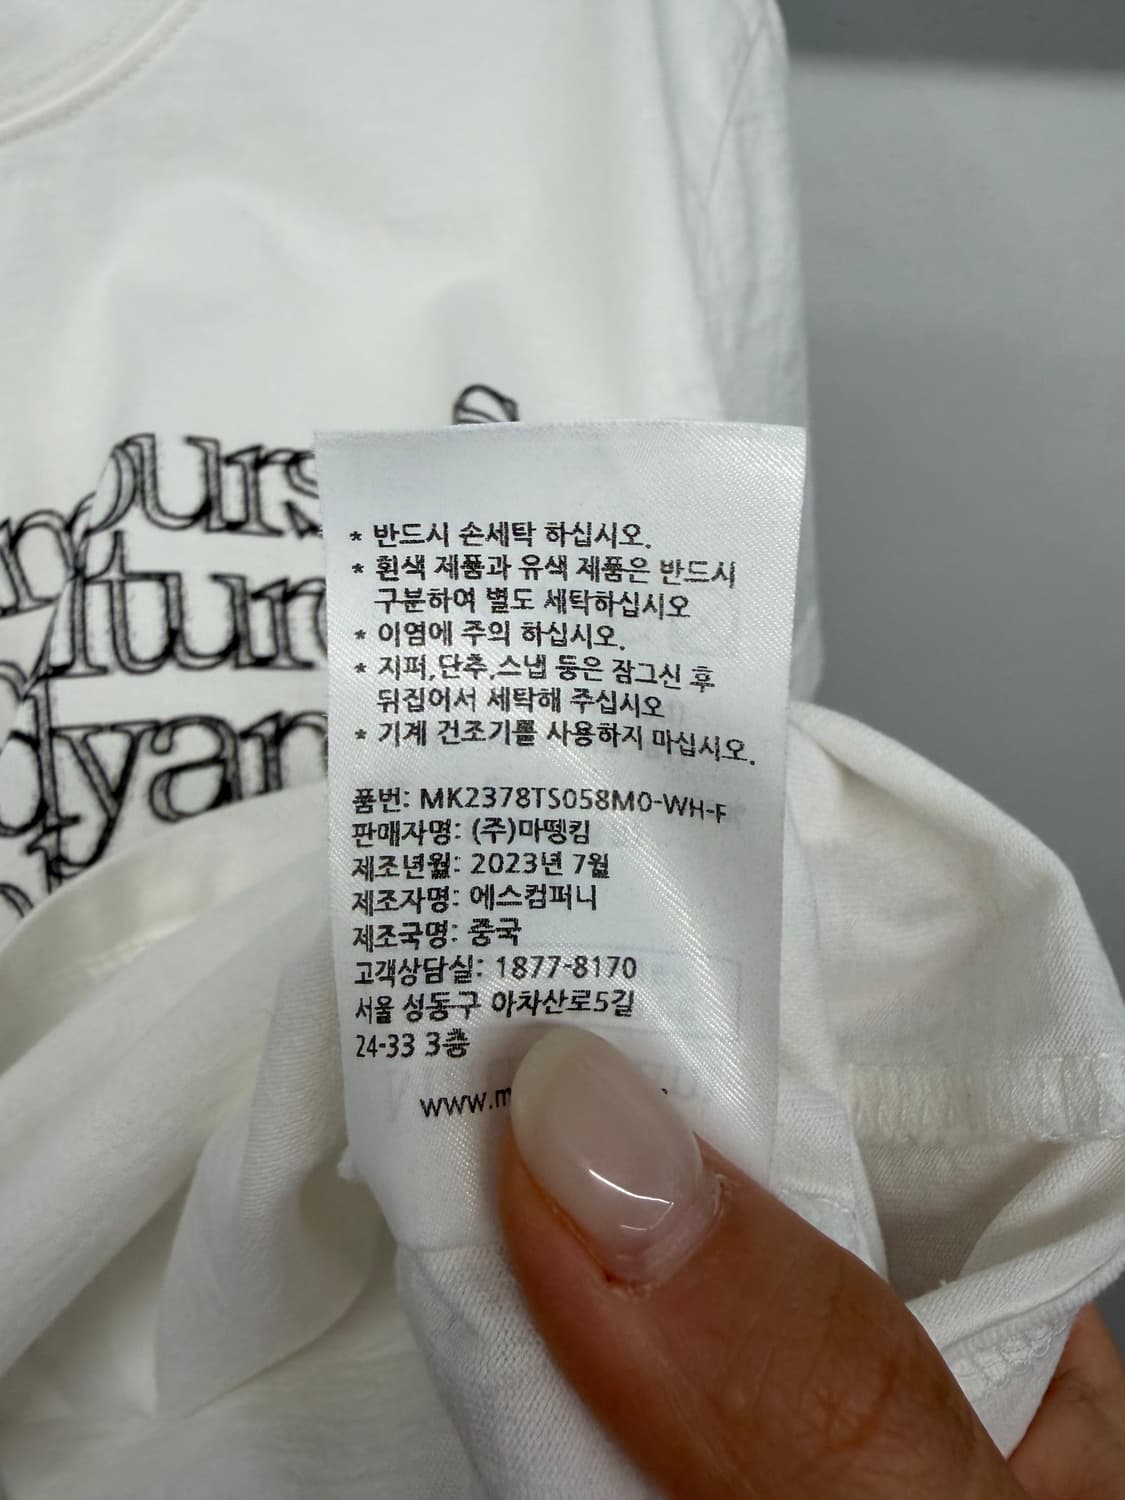 ours
ftur
dyan
* 반드시 손세탁 하십시오.
* 흰색 제품과 유색 제품은 반드시
구분하여 별도 세탁하십시오
* 이염에 주의 하십시오.
* 지퍼,단추,스냅 등은 잠그신 후
뒤집어서 세탁해 주십시오
* 기계 건조기를 사용하지 마십시오.
품번: MK2378TS058M0-WH-F
판매자명: (주)마뗑킴
제조년월: 2023년 7월
제조자명: 에스컴퍼니
제조국명: 중국
고객상담실: 1877-8170
서울 성동구 아차산로5길
24-33 3층
www.m